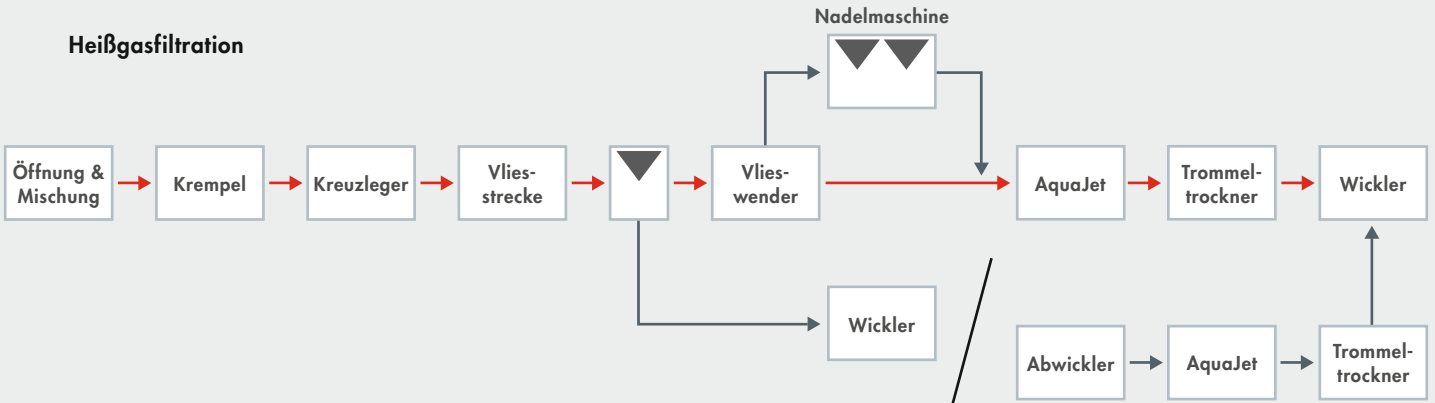 Nadelmaschine
Heißgasfiltration
Öffnung &
Mischung
Krempel
Kreuzleger
Vlies-
strecke
Vlies-
wender
AquaJet
Trommel-
trockner
Wickler
Wickler
Abwickler
AquaJet
Trommel-
trockner